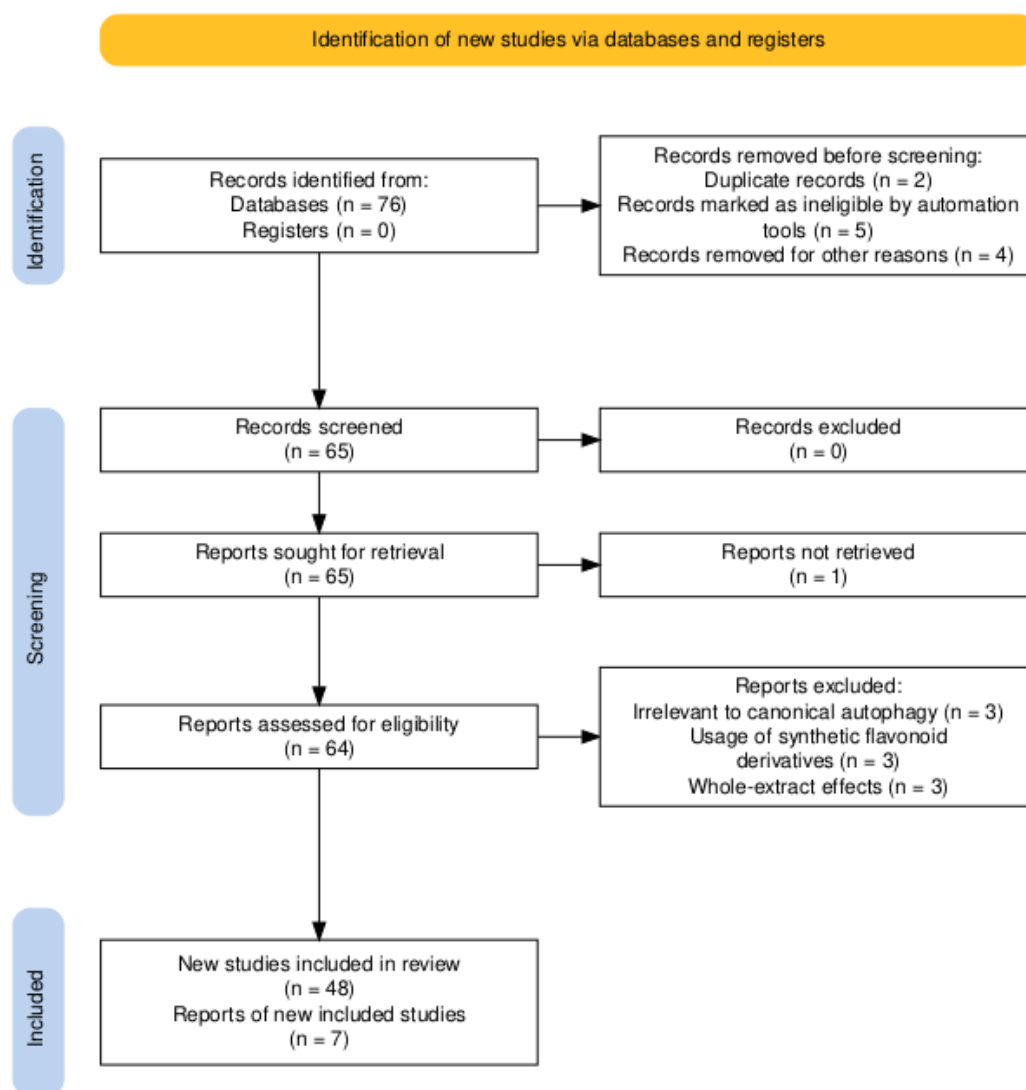 Identification of new studies via databases and registers
Identification
Records identified from:
Databases (n = 76)
Registers (n = 0)
Records removed before screening:
Duplicate records (n = 2)
Records marked as ineligible by automation
tools (n = 5)
Records removed for other reasons (n = 4)
Screening
Records screened
(n = 65)
Records excluded
(n = 0)
Reports sought for retrieval
(n = 65)
Reports not retrieved
(n = 1)
Reports assessed for eligibility
(n = 64)
Reports excluded:
Irrelevant to canonical autophagy (n = 3)
Usage of synthetic flavonoid
derivatives (n = 3)
Whole-extract effects (n = 3)
Included
New studies included in review
(n = 48)
Reports of new included studies
(n = 7)